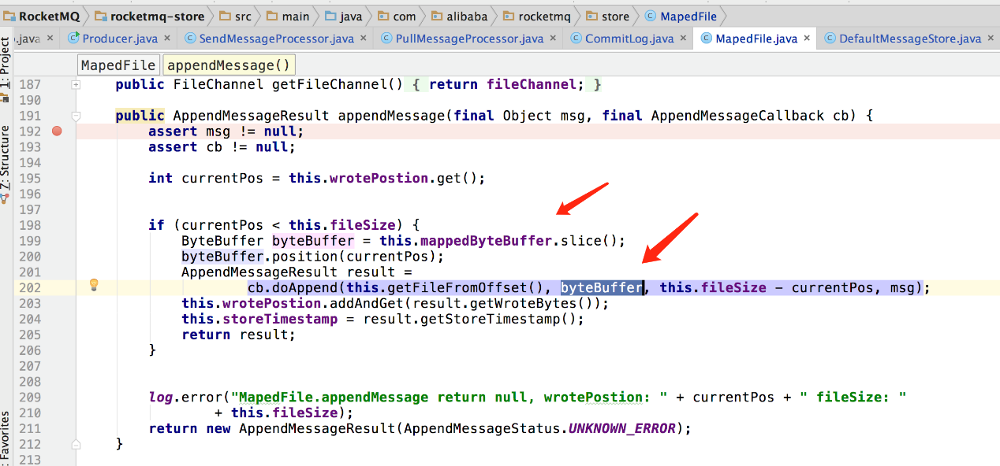 RocketMQ rocketmq-store src main java com alibaba rocketmq store MapedFile
.java × Producer.java × SendMessageProcessor.java × PullMessageProcessor.java × CommitLog.java × MapedFile.java × DefaultMessageStore.java ×
1: Project
Z: Structure
Favorites
MapedFile appendMessage()
187 public FileChannel getFileChannel() { return fileChannel; }
190
191 public AppendMessageResult appendMessage(final Object msg, final AppendMessageCallback cb) {
192 assert msg != null;
193 assert cb != null;
194
195 int currentPos = this.wrotePostion.get();
196
197
198 if (currentPos < this.fileSize) {
199 ByteBuffer byteBuffer = this.mappedByteBuffer.slice();
200 byteBuffer.position(currentPos);
201 AppendMessageResult result =
202 cb.doAppend(this.getFileFromOffset(), byteBuffer, this.fileSize - currentPos, msg);
203 this.wrotePostion.addAndGet(result.getWroteBytes());
204 this.storeTimestamp = result.getStoreTimestamp();
205 return result;
206 }
207
208
209 log.error("MapedFile.appendMessage return null, wrotePostion: " + currentPos + " fileSize: "
210 + this.fileSize);
211 return new AppendMessageResult(AppendMessageStatus.UNKNOWN_ERROR);
212 }
213